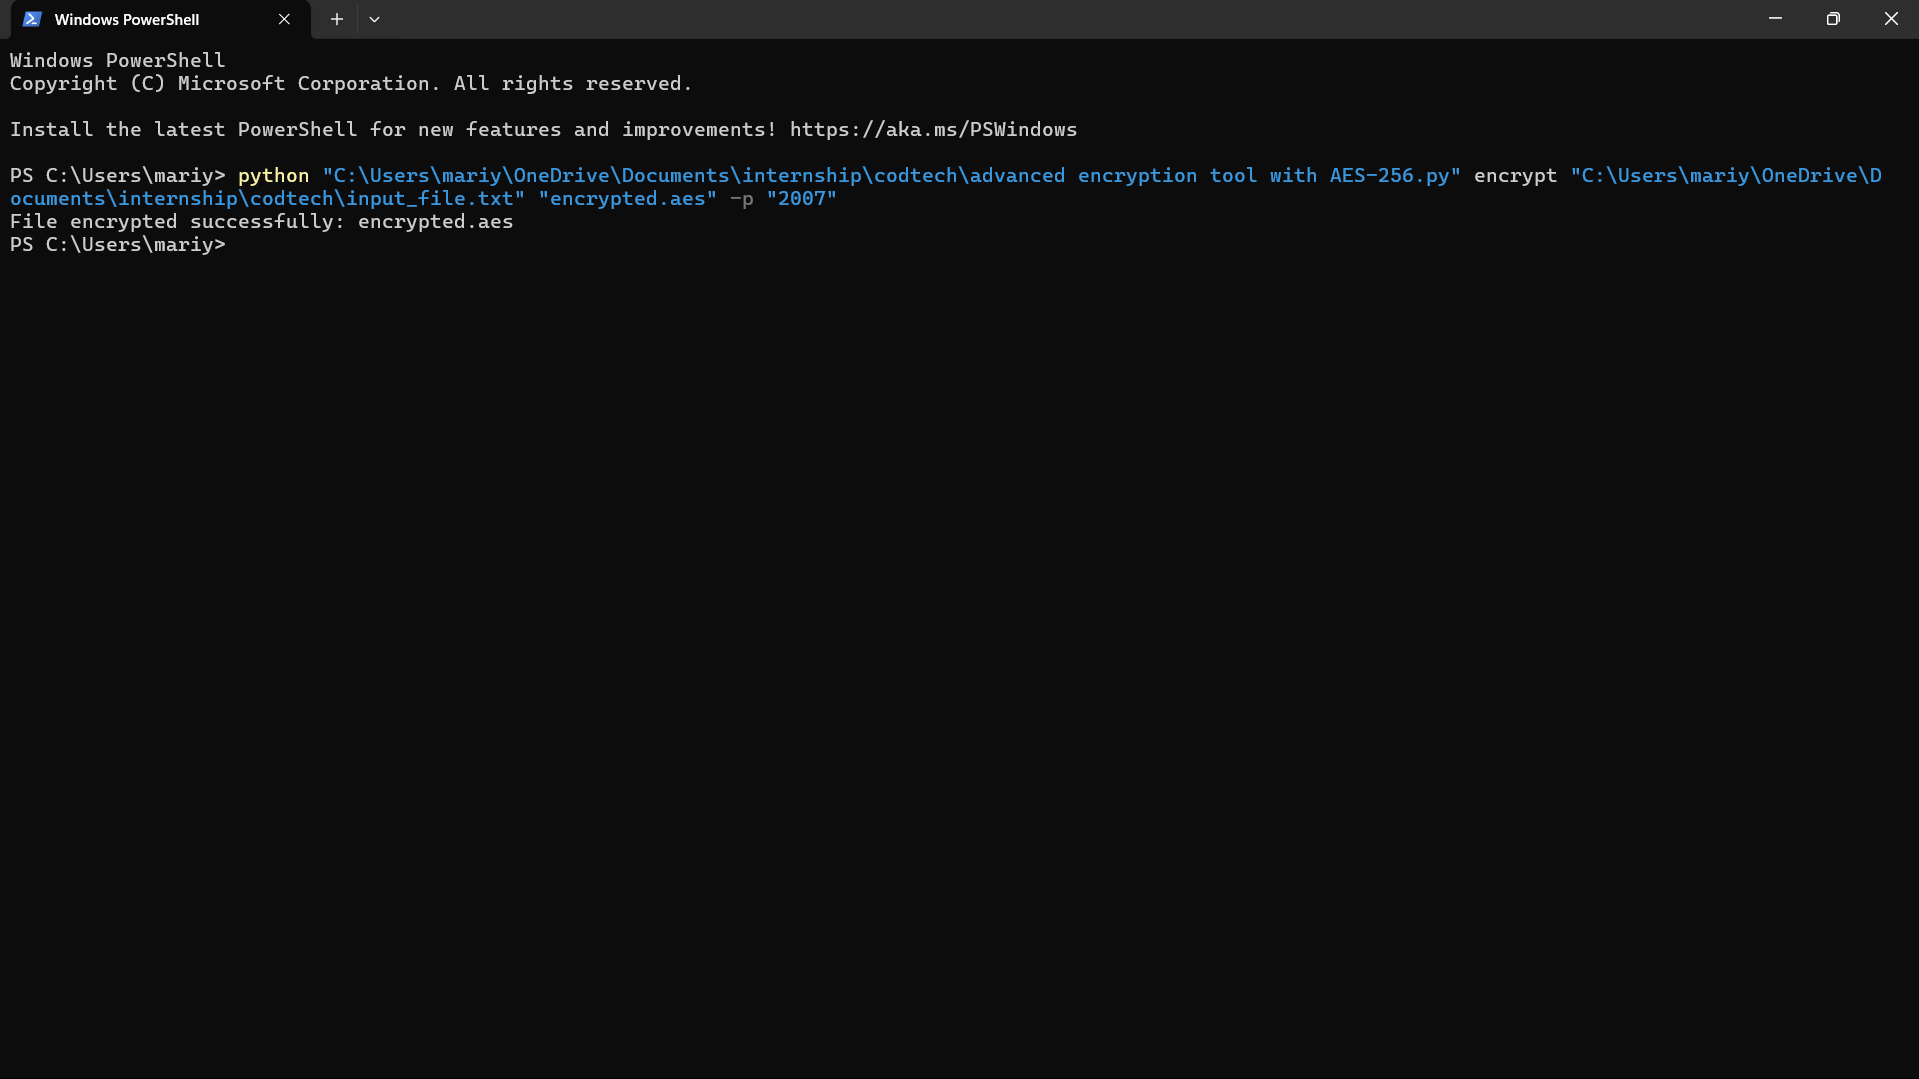 Windows PowerShell
Windows PowerShell
Copyright (C) Microsoft Corporation. All rights reserved.
Install the latest PowerShell for new features and improvements! https://aka.ms/PSWindows
PS C:\Users\mariy> python "C:\Users\mariy\OneDrive\Documents\internship\codtech\advanced encryption tool with AES-256.py" encrypt "C:\Users\mariy\OneDrive\D
ocuments\internship\codtech\input_file.txt" "encrypted.aes" -p "2007"
File encrypted successfully: encrypted.aes
PS C:\Users\mariy>